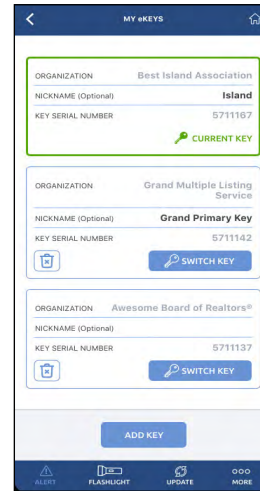 MY eKEYS
ORGANIZATION Best Island Association
NICKNAME (Optional) Island
KEY SERIAL NUMBER 5711167
CURRENT KEY
ORGANIZATION Grand Multiple Listing
Service
NICKNAME (Optional) Grand Primary Key
KEY SERIAL NUMBER 5711142
SWITCH KEY
ORGANIZATION Awesome Board of Realtors®
NICKNAME (Optional)
KEY SERIAL NUMBER 5711137
SWITCH KEY
ADD KEY
ALERT FLASHLIGHT UPDATE MORE